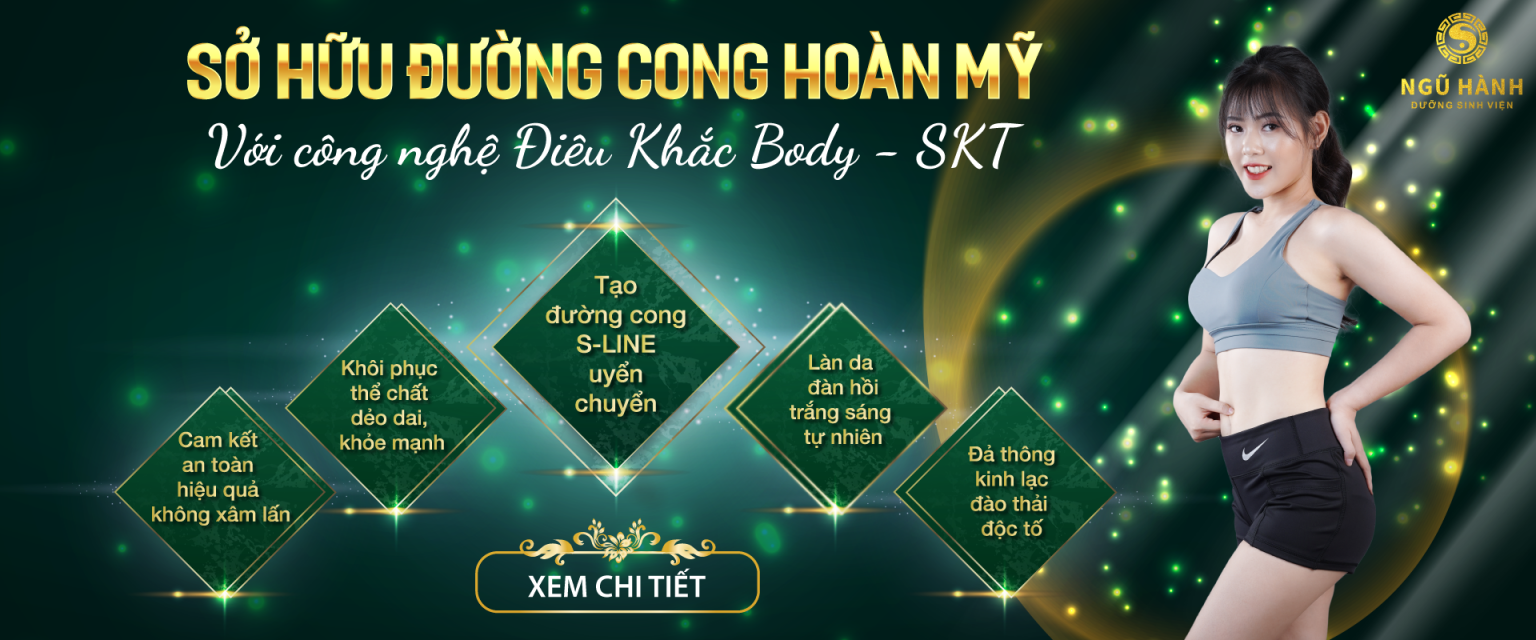 SỞ HỮU ĐƯỜNG CONG HOÀN MỸ
Với công nghệ Điêu Khắc Body - SKT
NGŨ HÀNH
DƯỠNG SINH VIỆN
Cam kết
an toàn
hiệu quả
không xâm lấn
Khôi phục
thể chất
dẻo dai,
khỏe mạnh
Tạo
đường cong
S-LINE
uyển
chuyển
Làn da
đàn hồi
trắng sáng
tự nhiên
Đả thông
kinh lạc
đào thải
độc tố
XEM CHI TIẾT